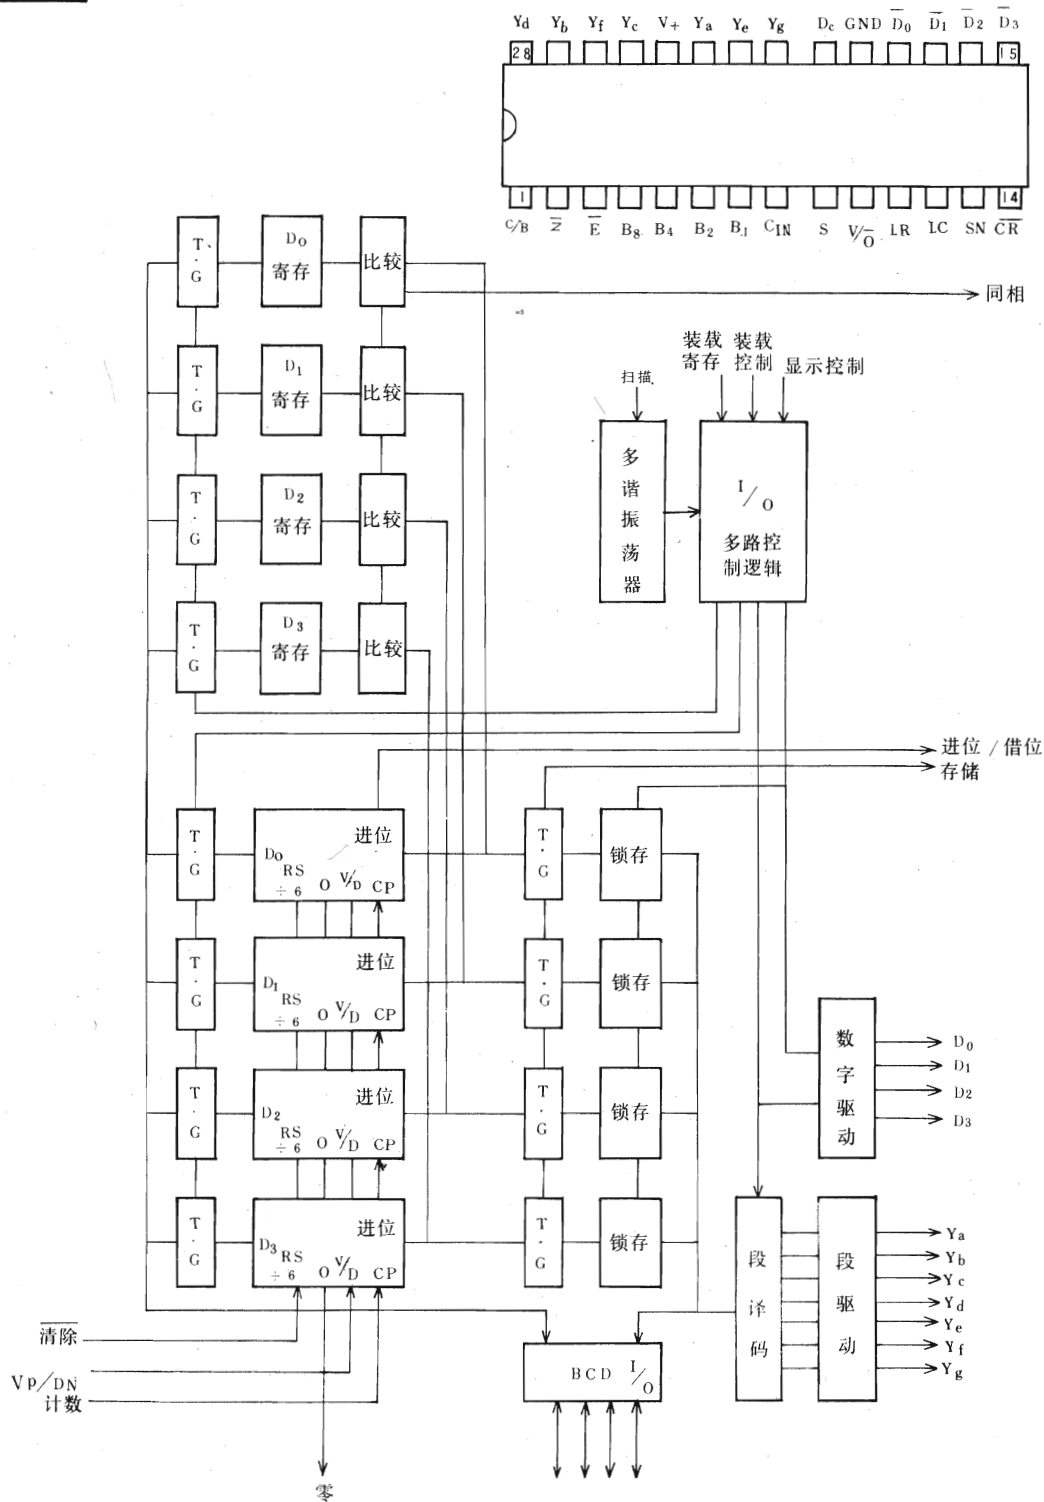 Yd Yb Yf Yc V+ Ya Ye Yg Dc GND D̅0 D̅1 D̅2 D̅3
28 15
1 14
C/B Z̅ E̅ B8 B4 B2 B1 CIN S V/O̅ LR LC SN C̅R̅
T·G
D0
寄存
比较
同相
T·G
D1
寄存
比较
T·G
D2
寄存
比较
T·G
D3
寄存
比较
扫描
装载
寄存
装载
控制
显示控制
多谐振荡器
I/O
多路控
制逻辑
进位/借位
存储
T·G
D0
进位
RS
÷6 O V/D CP
T·G
锁存
T·G
D1
进位
RS
÷6 O V/D CP
T·G
锁存
T·G
D2
进位
RS
÷6 O V/D CP
T·G
锁存
T·G
D3
进位
RS
÷6 O V/D CP
T·G
锁存
数字驱动
D0
D1
D2
D3
段译码
段驱动
Ya
Yb
Yc
Yd
Ye
Yf
Yg
清除
Vp/DN
计数
BCD I/O
零